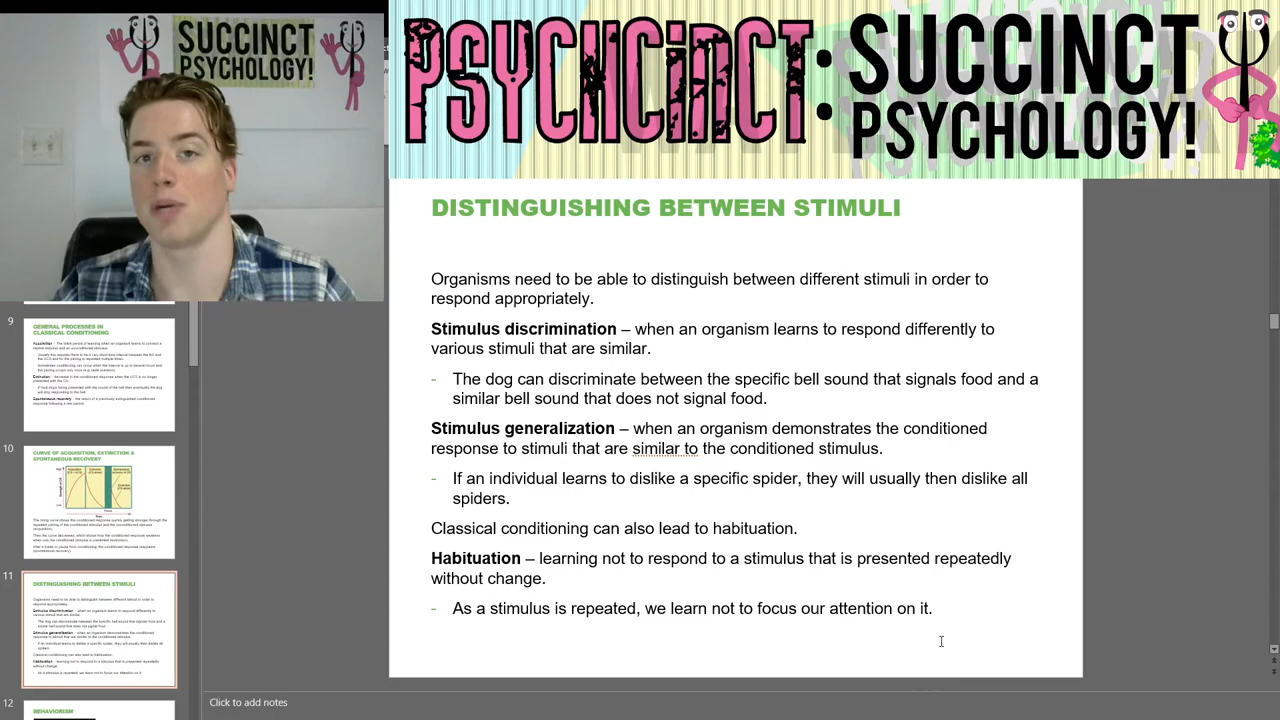 SUCCINCT
PSYCHOLOGY!
PSYCHCINCT:
SUCCINCT
PSYCHOLOGY!
DISTINGUISHING BETWEEN STIMULI
Organisms need to be able to distinguish between different stimuli in order to
respond appropriately.
Stimulus discrimination – when an organism learns to respond differently to
various stimuli that are similar.
- The dog can discriminate between the specific bell sound that signals food and a
similar bell sound that does not signal food.
Stimulus generalization – when an organism demonstrates the conditioned
response to stimuli that are similar to the conditioned stimulus.
- If an individual learns to dislike a specific spider, they will usually then dislike all
spiders.
Classical conditioning can also lead to habituation.
Habituation – learning not to respond to a stimulus that is presented repeatedly
without change.
- As a stimulus is repeated, we learn not to focus our attention on it.
Click to add notes
9
GENERAL PROCESSES IN
CLASSICAL CONDITIONING
10
CURVE OF ACQUISITION, EXTINCTION &
SPONTANEOUS RECOVERY
11
DISTINGUISHING BETWEEN STIMULI
12
BEHAVIORISM